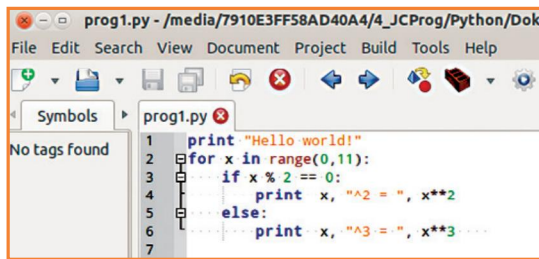 prog1.py - /media/7910E3FF58AD40A4/4_JCProg/Python/Dok
File Edit Search View Document Project Build Tools Help
Symbols prog1.py
No tags found
1 print "Hello world!"
2 for x in range(0,11):
3 if x % 2 == 0:
4 print x, "^2 = ", x**2
5 else:
6 print x, "^3 = ", x**3
7